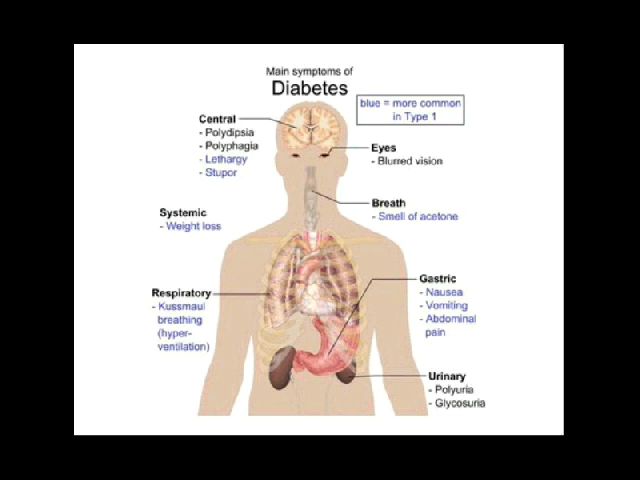 Main symptoms of
Diabetes
blue = more common
in Type 1
Central
- Polydipsia
- Polyphagia
- Lethargy
- Stupor
Eyes
- Blurred vision
Breath
- Smell of acetone
Systemic
- Weight loss
Respiratory
- Kussmaul
breathing
(hyper-
ventilation)
Gastric
- Nausea
- Vomiting
- Abdominal
pain
Urinary
- Polyuria
- Glycosuria